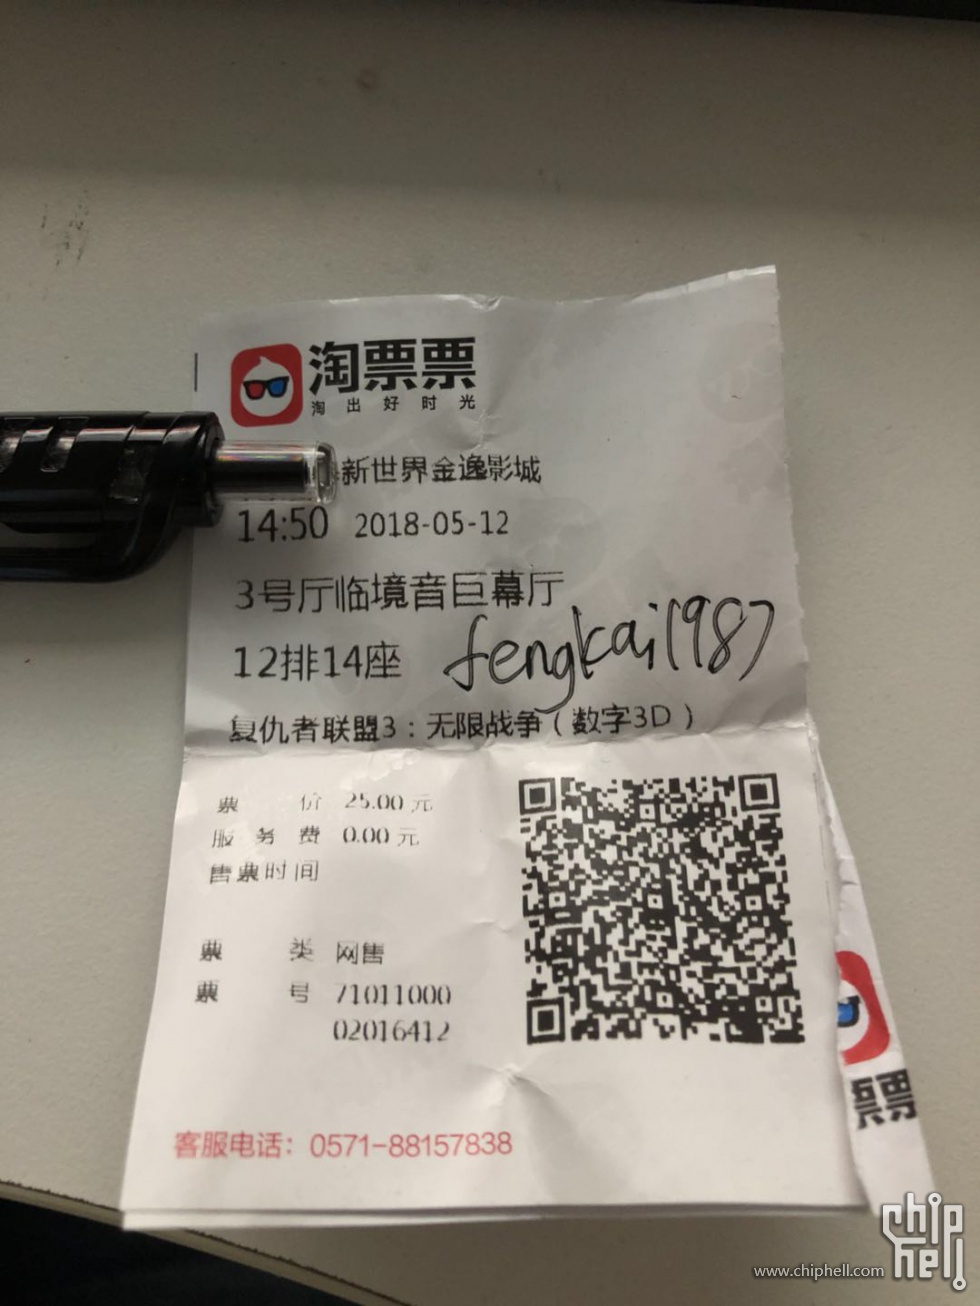 淘票票
淘出好时光
新世界金逸影城
14:50 2018-05-12
3号厅临境音巨幕厅
12排14座 fengkai1987
复仇者联盟3：无限战争（数字3D）
票 价 25.00 元
服 务 费 0.00 元
售票时间
票 类 网售
票 号 71011000
02016412
客服电话：0571-88157838
票票
chip
hell
www.chiphell.com